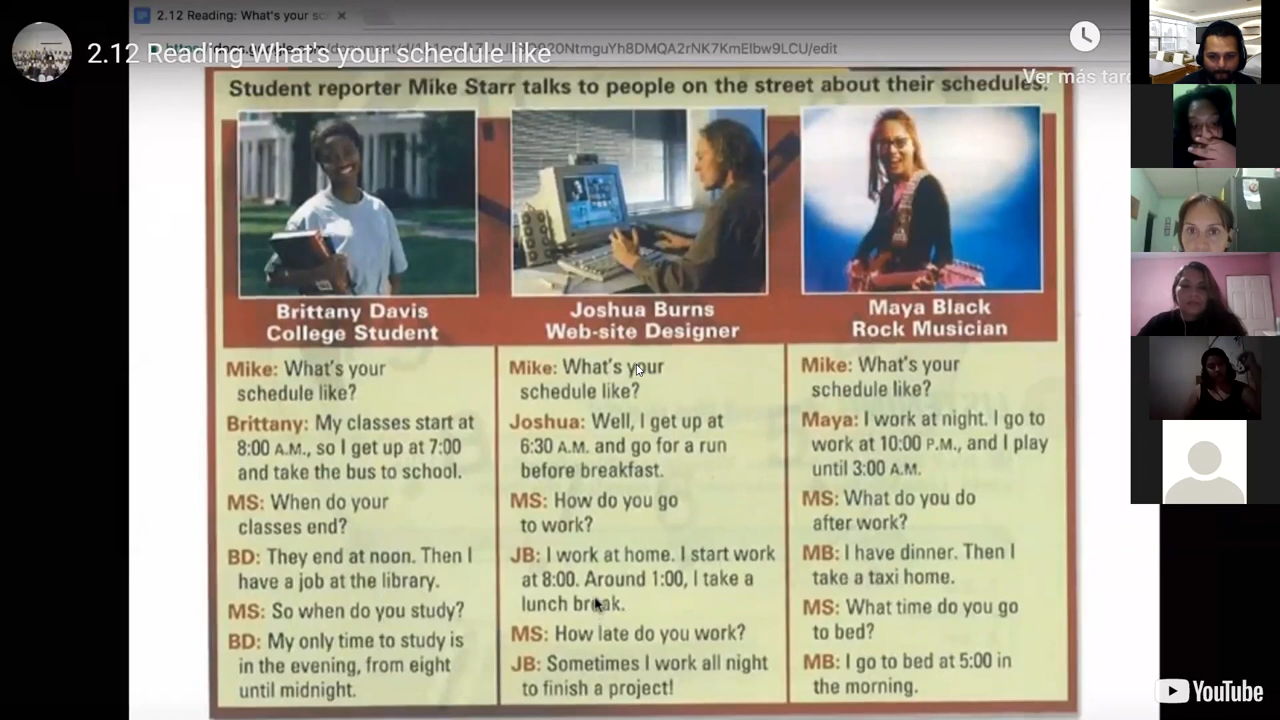 2.12 Reading: What's your sc
2.12 Reading What's your schedule like
Ver más tard
Student reporter Mike Starr talks to people on the street about their schedules.
Brittany Davis
College Student
Mike: What's your
schedule like?
Brittany: My classes start at
8:00 A.M., so I get up at 7:00
and take the bus to school.
MS: When do your
classes end?
BD: They end at noon. Then I
have a job at the library.
MS: So when do you study?
BD: My only time to study is
in the evening, from eight
until midnight.
Joshua Burns
Web-site Designer
Mike: What's your
schedule like?
Joshua: Well, I get up at
6:30 A.M. and go for a run
before breakfast.
MS: How do you go
to work?
JB: I work at home. I start work
at 8:00. Around 1:00, I take a
lunch break.
MS: How late do you work?
JB: Sometimes I work all night
to finish a project!
Maya Black
Rock Musician
Mike: What's your
schedule like?
Maya: I work at night. I go to
work at 10:00 P.M., and I play
until 3:00 A.M.
MS: What do you do
after work?
MB: I have dinner. Then I
take a taxi home.
MS: What time do you go
to bed?
MB: I go to bed at 5:00 in
the morning.
YouTube